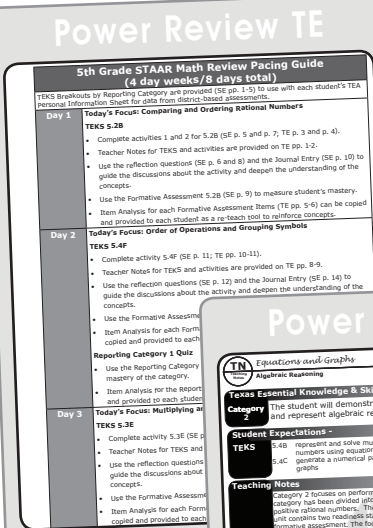 Power Review TE
5th Grade STAAR Math Review Pacing Guide
(4 day weeks/8 days total)
TEKS Breakouts by Reporting Category are provided (SE pp. 1-5) to use with each student's TEA
Personal Information Sheet for data from district-based assessments.
Day 1
Today's Focus: Comparing and Ordering Rational Numbers
TEKS 5.2B
• Complete activities 1 and 2 for 5.2B (SE p. 5 and 7; TE p. 3 and p. 4).
• Teacher Notes for TEKS and activities are provided on TE pp. 1-2.
• Use the reflection questions (SE p. 6 and 8) and the Journal Entry (SE p. 10) to
guide the discussions about the activity and deepen the understanding of the
concepts.
• Use the Formative Assessment 5.2B (SE p. 9) to measure student's mastery.
• Item Analysis for each Formative Assessment Items (TE pp. 5-6) can be copied
and provided to each student as a re-teach tool to reinforce concepts.
Day 2
Today's Focus: Order of Operations and Grouping Symbols
TEKS 5.4F
• Complete activity 5.4F (SE p. 11; TE pp. 10-11).
• Teacher Notes for TEKS and activities are provided on TE pp. 8-9.
• Use the reflection questions (SE p. 12) and the Journal Entry (SE p. 14) to
guide the discussions about the activity and deepen the understanding of the
concepts.
• Use the Formative Assessme
• Item Analysis for each Form
copied and provided to each
Reporting Category 1 Quiz
• Use the Reporting Category
mastery of the category.
• Item Analysis for the Report
and provided to each studen
Day 3
Today's Focus: Multiplying an
TEKS 5.3E
• Complete activity 5.3E (SE p
• Teacher Notes for TEKS and
• Use the reflection questions
guide the discussions about
concepts.
• Use the Formative Assessme
• Item Analysis for each Form
copied and provided to each
Power
TN
Teaching
Notes
Equations and Graphs
Algebraic Reasoning
Texas Essential Knowledge & Ski
Category
2
The student will demonstr
and represent algebraic re
Student Expectations -
TEKS
5.4B represent and solve mu
numbers using equation
5.4C generate a numerical pa
graphs
Teaching Notes
Category 2 focuses on perform
category has been divided into
positive rational numbers. The
unit contains two readiness sta
formative assessment. The foc